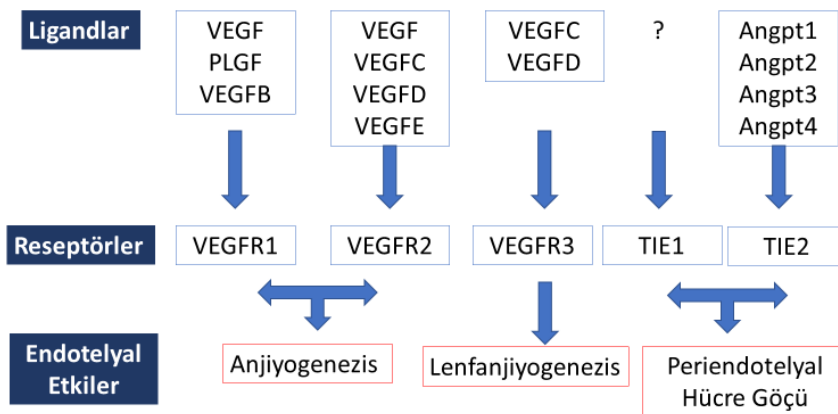 Ligandlar
VEGF
PLGF
VEGFB
VEGF
VEGFC
VEGFD
VEGFE
VEGFC
VEGFD
?
Angpt1
Angpt2
Angpt3
Angpt4
Reseptörler
VEGFR1
VEGFR2
VEGFR3
TIE1
TIE2
Endotelyal
Etkiler
Anjiyogenezis
Lenfanjiyogenezis
Periendotelyal
Hücre Göçü